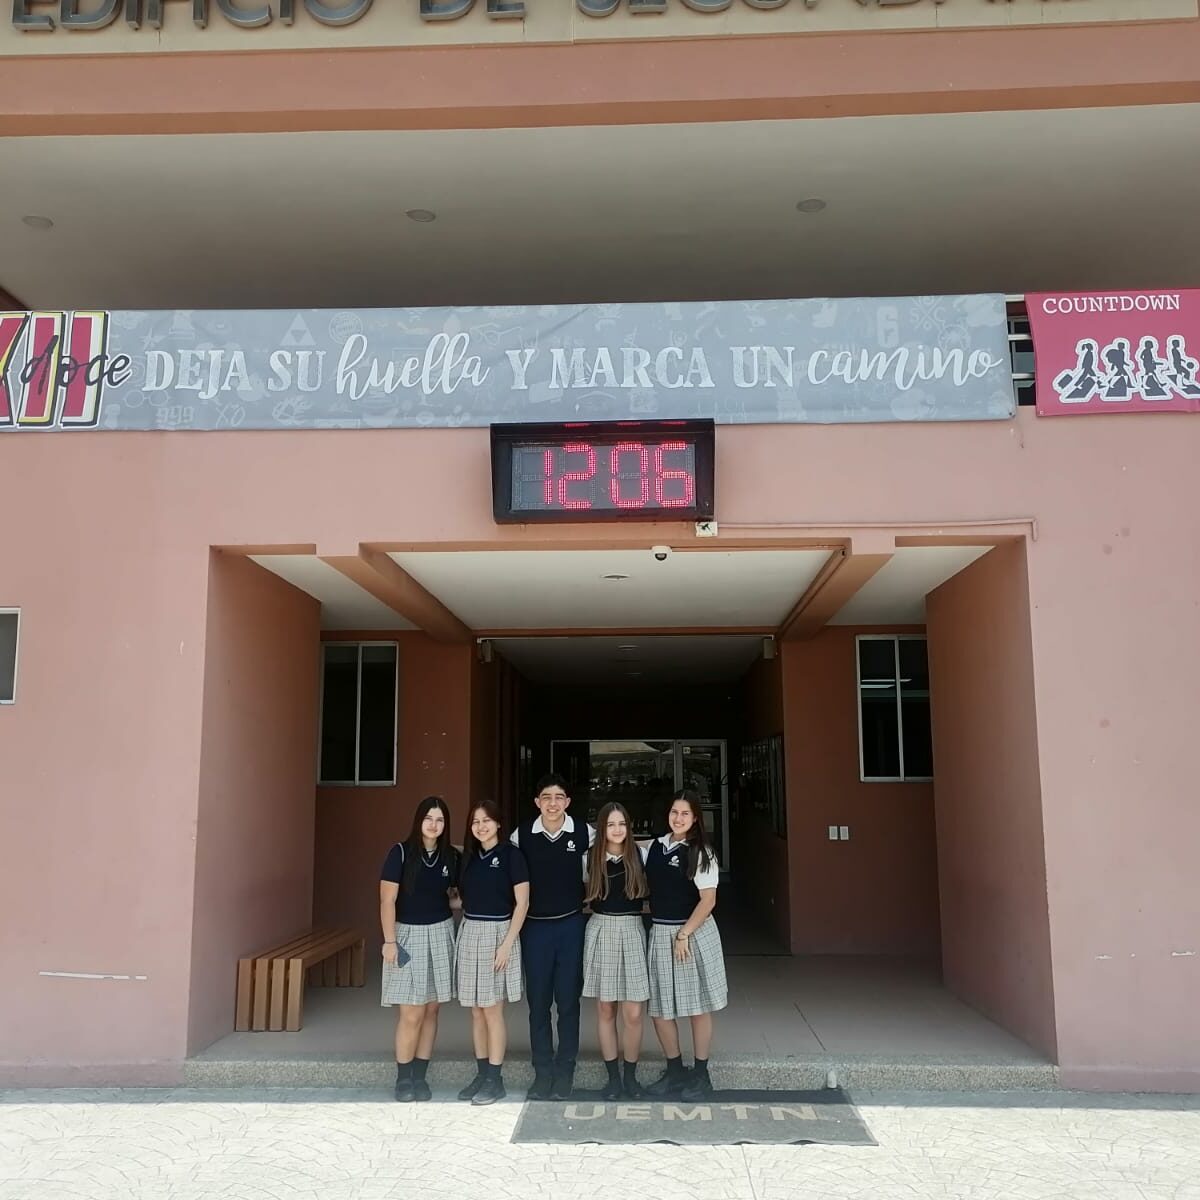 EDIFICIO DE
XII doce DEJA SU huella Y MARCA UN camino
COUNTDOWN
12:06
UEMTN